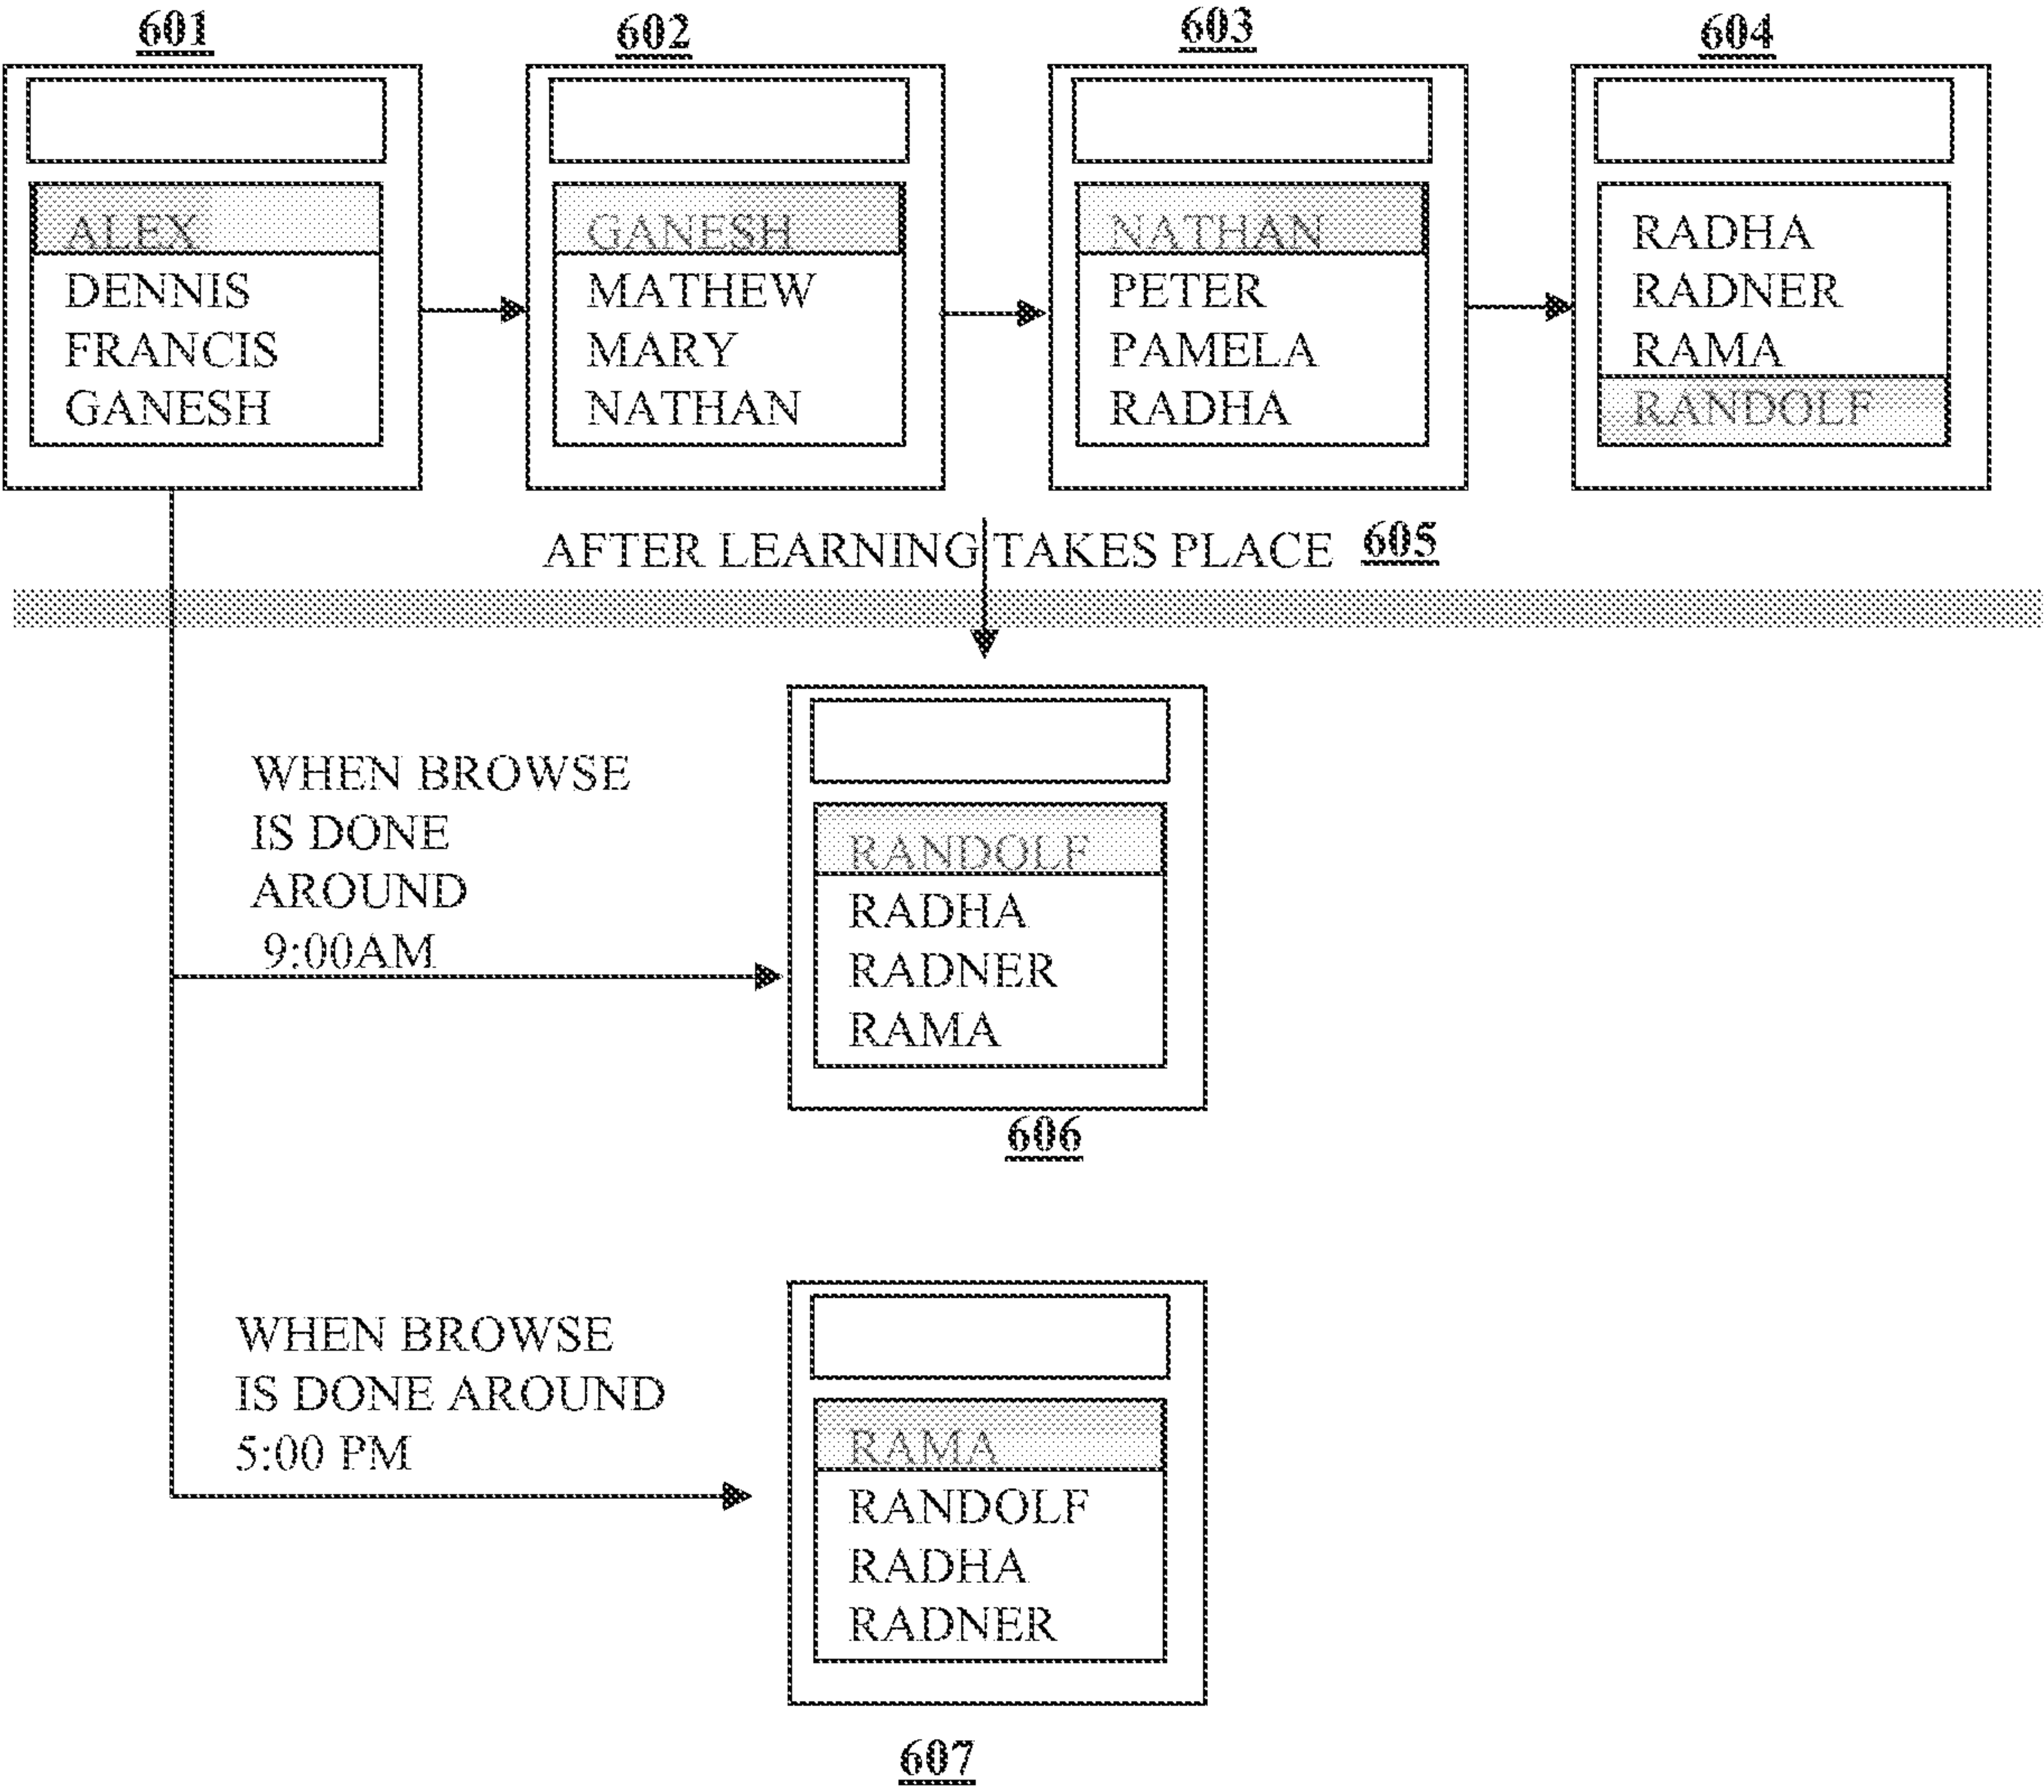 601
ALEX
DENNIS
FRANCIS
GANESH
602
GANESH
MATHEW
MARY
NATHAN
603
NATHAN
PETER
PAMELA
RADHA
604
RADHA
RADNER
RAMA
RANDOLF
AFTER LEARNING TAKES PLACE 605
WHEN BROWSE
IS DONE
AROUND
9:00AM
RANDOLF
RADHA
RADNER
RAMA
606
WHEN BROWSE
IS DONE AROUND
5:00 PM
RAMA
RANDOLF
RADHA
RADNER
607